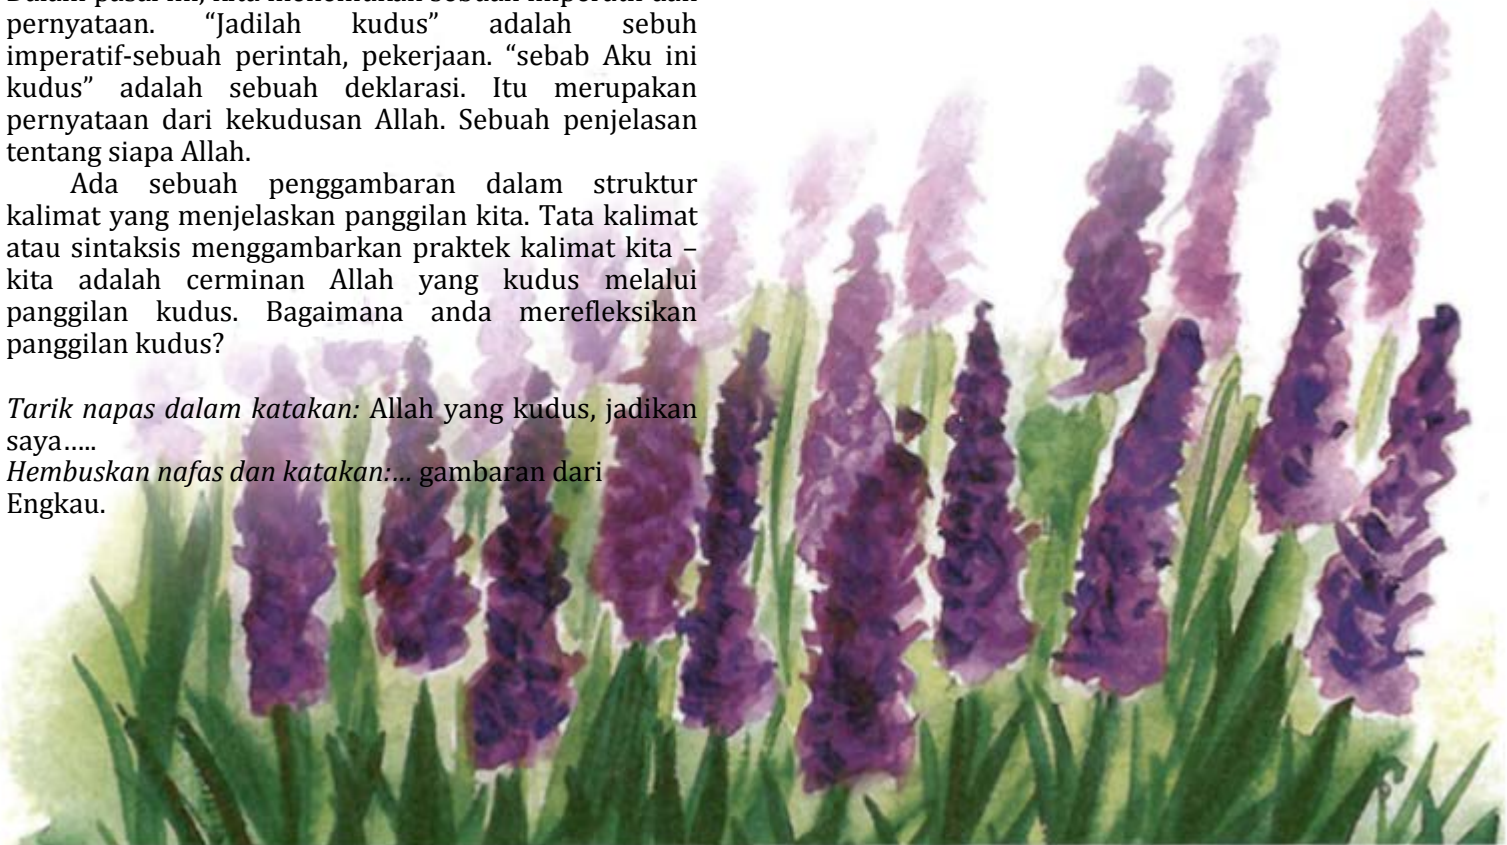 pernyataan. “Jadilah kudus” adalah sebuh
imperatif-sebuah perintah, pekerjaan. “sebab Aku ini
kudus” adalah sebuah deklarasi. Itu merupakan
pernyataan dari kekudusan Allah. Sebuah penjelasan
tentang siapa Allah.
Ada sebuah penggambaran dalam struktur
kalimat yang menjelaskan panggilan kita. Tata kalimat
atau sintaksis menggambarkan praktek kalimat kita –
kita adalah cerminan Allah yang kudus melalui
panggilan kudus. Bagaimana anda merefleksikan
panggilan kudus?
Tarik napas dalam katakan: Allah yang kudus, jadikan
saya…..
Hembuskan nafas dan katakan:… gambaran dari
Engkau.